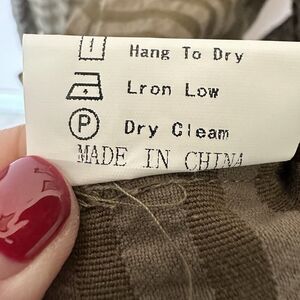 Hang To Dry
Lron Low
P Dry Cleam
MADE IN CHINA